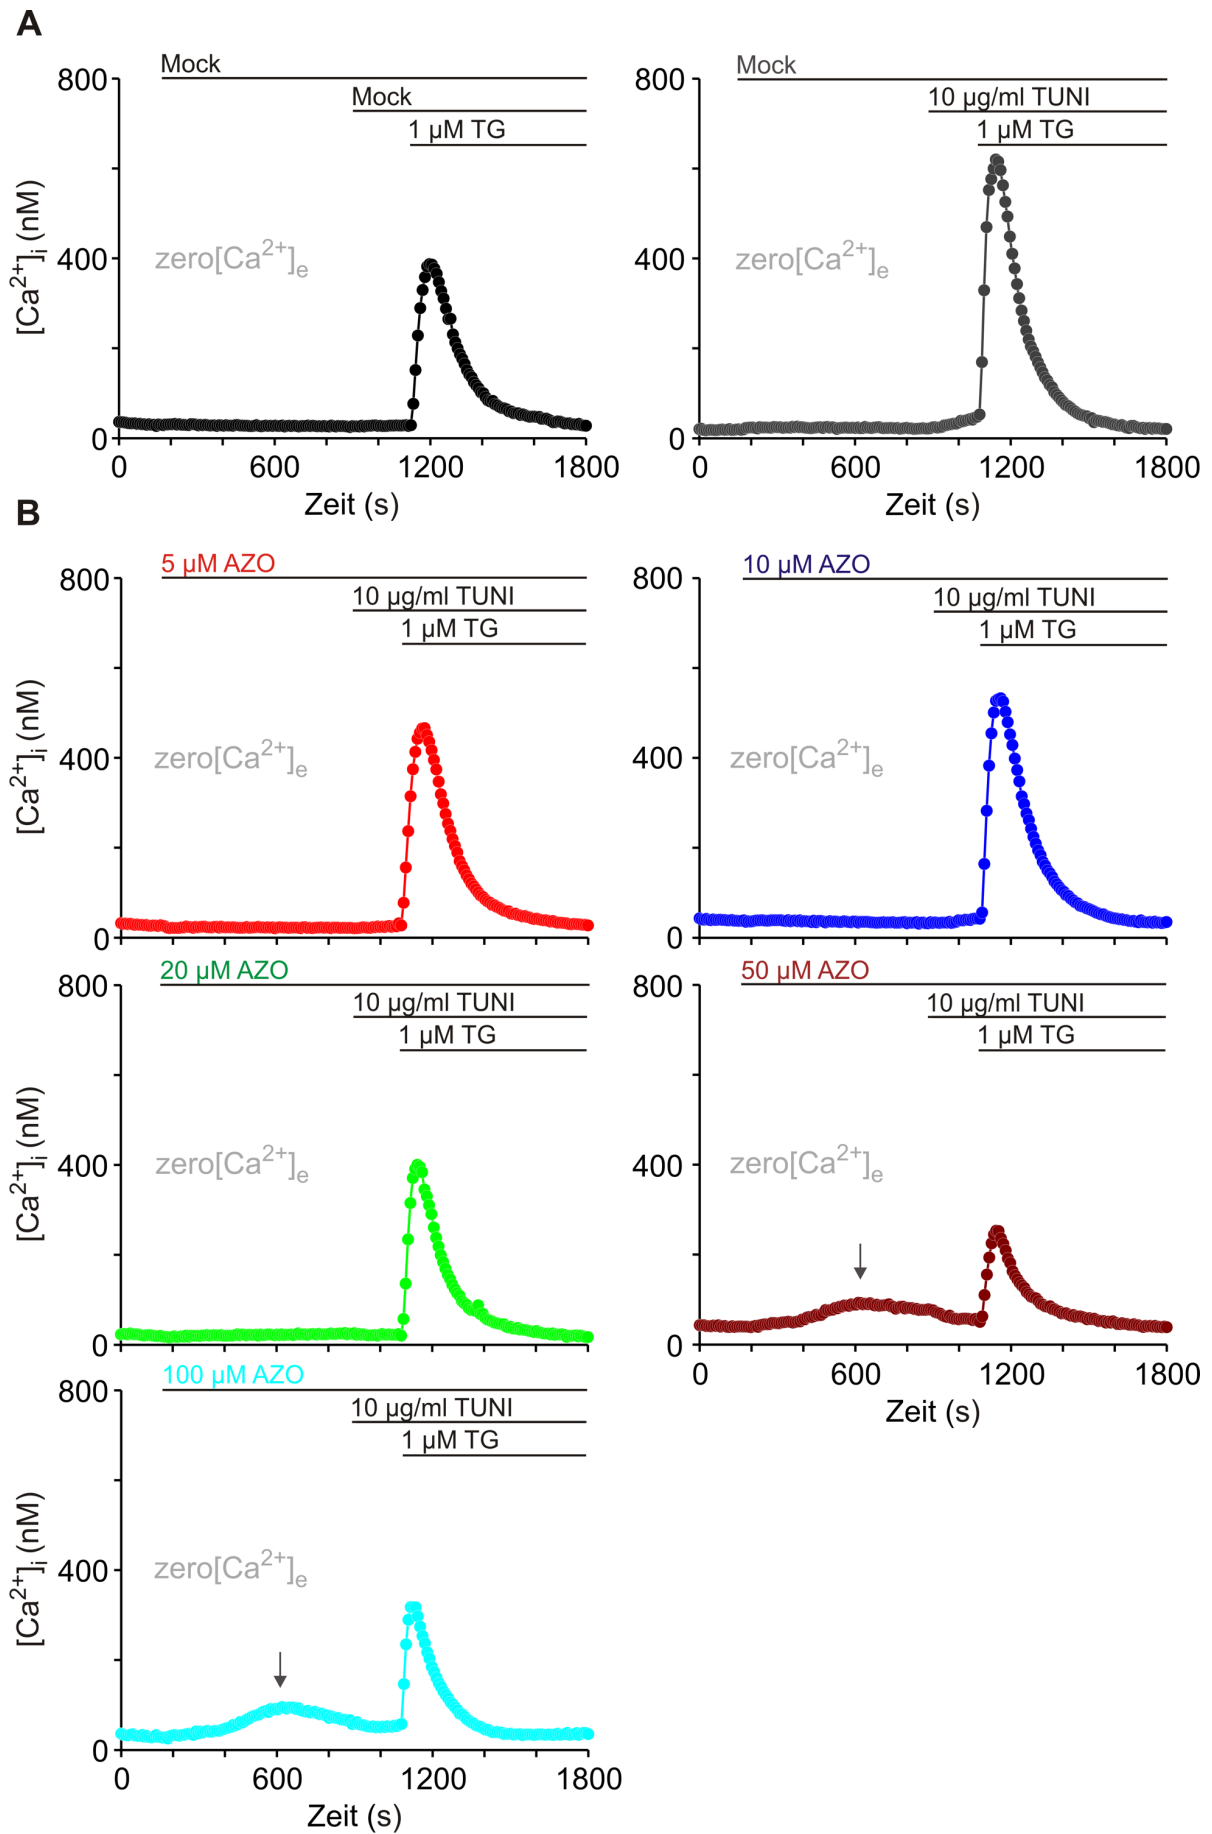 A
Mock
Mock
1 µM TG
800
400
0
[Ca2+]i (nM)
zero[Ca2+]e
0 600 1200 1800
Zeit (s)
Mock
10 µg/ml TUNI
1 µM TG
800
400
0
zero[Ca2+]e
0 600 1200 1800
Zeit (s)
B
5 µM AZO
10 µg/ml TUNI
1 µM TG
800
400
0
[Ca2+]i (nM)
zero[Ca2+]e
10 µM AZO
10 µg/ml TUNI
1 µM TG
800
400
0
zero[Ca2+]e
20 µM AZO
10 µg/ml TUNI
1 µM TG
800
400
0
[Ca2+]i (nM)
zero[Ca2+]e
50 µM AZO
10 µg/ml TUNI
1 µM TG
800
400
0
zero[Ca2+]e
0 600 1200 1800
Zeit (s)
100 µM AZO
10 µg/ml TUNI
1 µM TG
800
400
0
[Ca2+]i (nM)
zero[Ca2+]e
0 600 1200 1800
Zeit (s)